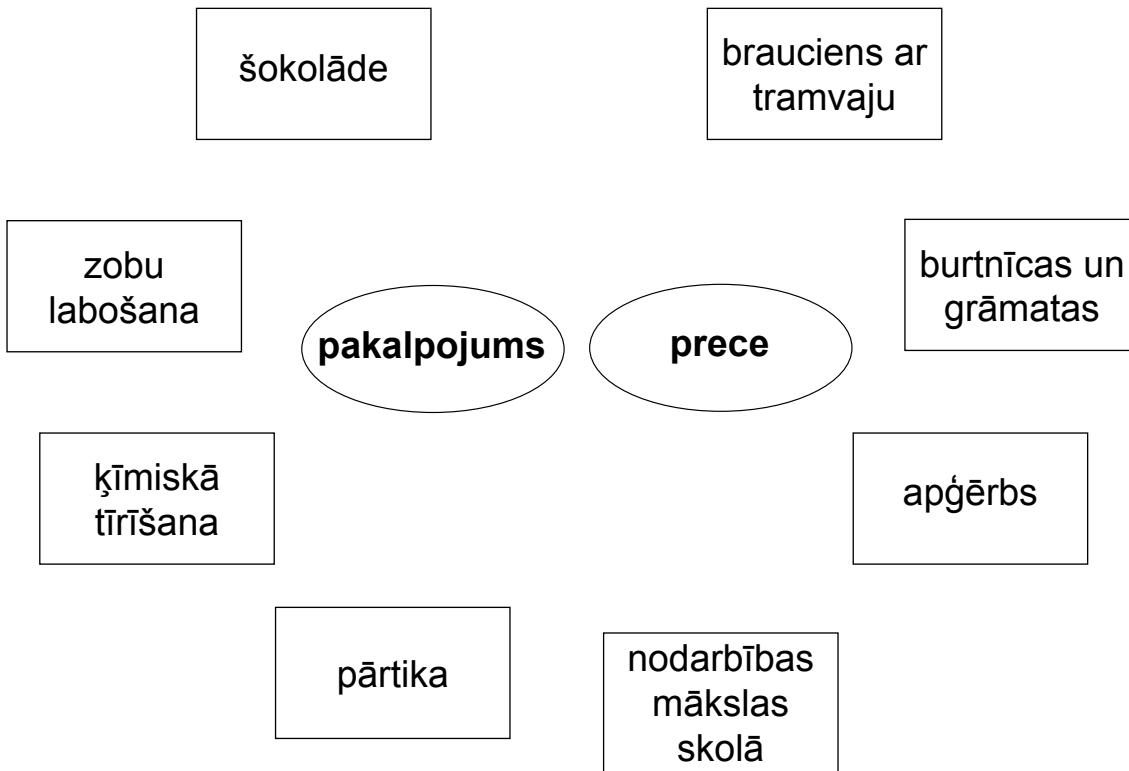 šokolāde
brauciens ar
tramvaju
zobu
labošana
burtnīcas un
grāmatas
pakalpojums
prece
ķīmiskā
tīrīšana
apģērbs
pārtika
nodarbības
mākslas
skolā